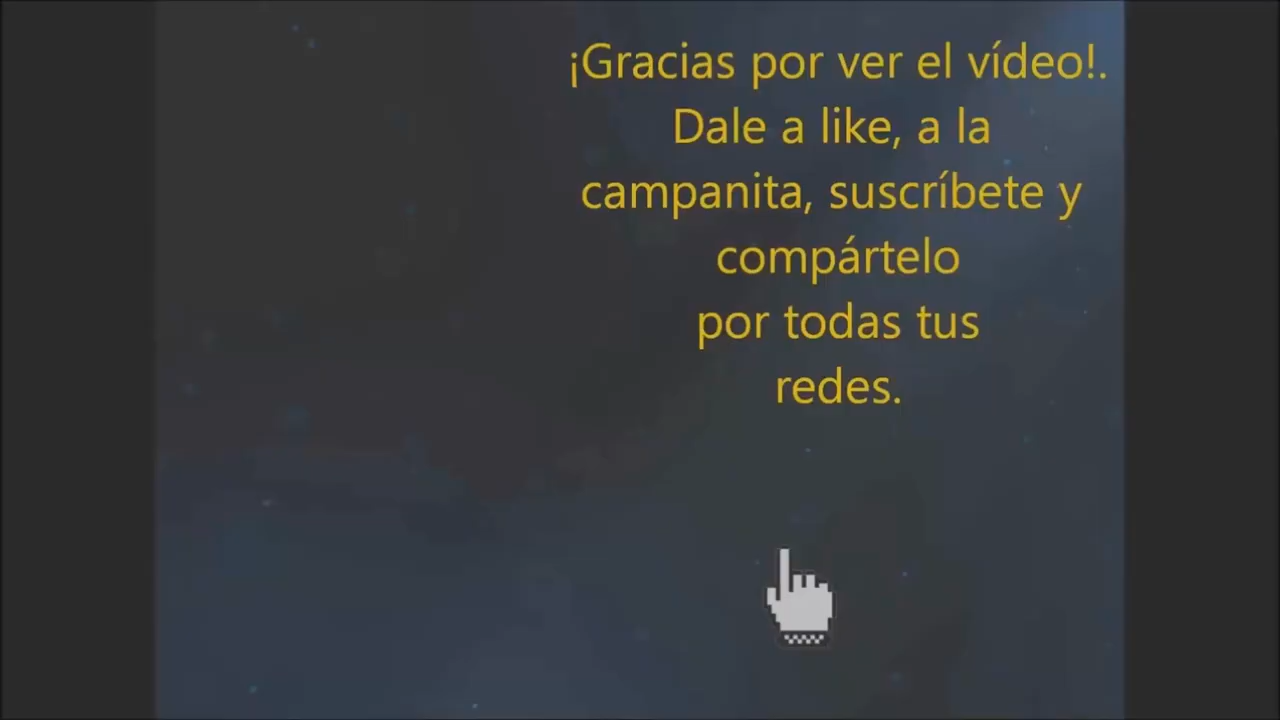 ¡Gracias por ver el vídeo!.
Dale a like, a la
campanita, suscríbete y
compártelo
por todas tus
redes.